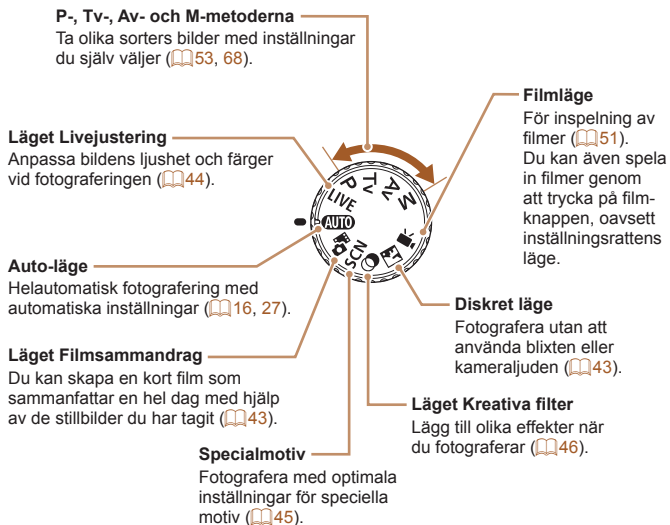 P-, Tv-, Av- och M-metoderna
Ta olika sorters bilder med inställningar
du själv väljer (53, 68).
Läget Livejustering
Anpassa bildens ljushet och färger
vid fotograferingen (44).
Auto-läge
Helautomatisk fotografering med
automatiska inställningar (16, 27).
Läget Filmsammandrag
Du kan skapa en kort film som
sammanfattar en hel dag med hjälp
av de stillbilder du har tagit (43).
Specialmotiv
Fotografera med optimala
inställningar för speciella
motiv (45).
Filmläge
För inspelning av
filmer (51).
Du kan även spela
in filmer genom
att trycka på film-
knappen, oavsett
inställningsrattens
läge.
Diskret läge
Fotografera utan att
använda blixten eller
kameraljuden (43).
Läget Kreativa filter
Lägg till olika effekter när
du fotograferar (46).
M
Av
Tv
P
LIVE
AUTO
SCN